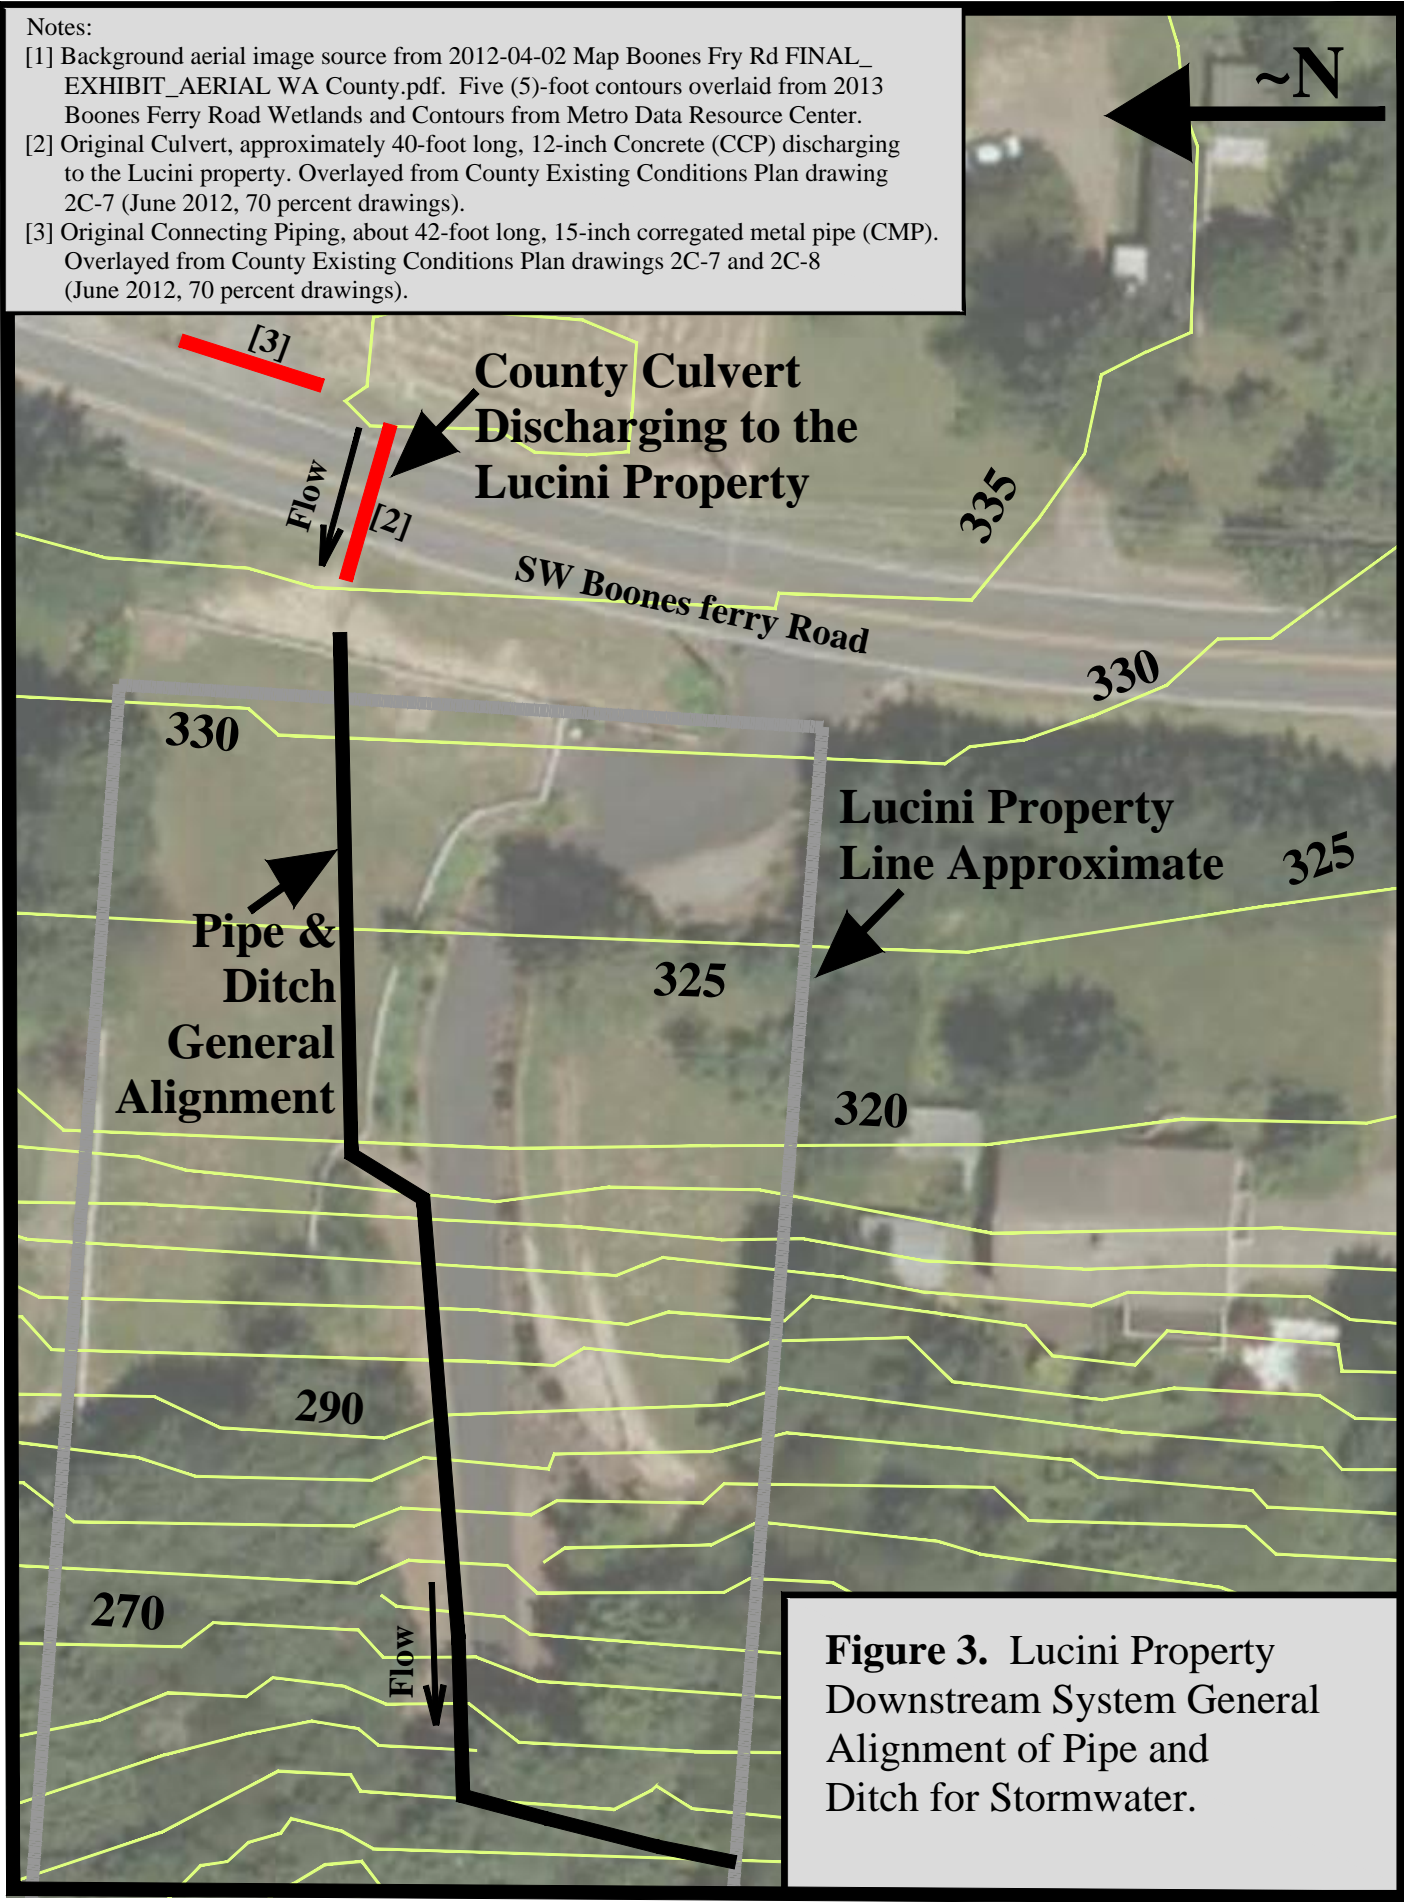 Notes:
[1] Background aerial image source from 2012-04-02 Map Boones Fry Rd FINAL_
EXHIBIT_AERIAL WA County.pdf. Five (5)-foot contours overlaid from 2013
Boones Ferry Road Wetlands and Contours from Metro Data Resource Center.
[2] Original Culvert, approximately 40-foot long, 12-inch Concrete (CCP) discharging
to the Lucini property. Overlayed from County Existing Conditions Plan drawing
2C-7 (June 2012, 70 percent drawings).
[3] Original Connecting Piping, about 42-foot long, 15-inch corregated metal pipe (CMP).
Overlayed from County Existing Conditions Plan drawings 2C-7 and 2C-8
(June 2012, 70 percent drawings).
~N
[3]
County Culvert
Discharging to the
Lucini Property
Flow
[2]
335
SW Boones ferry Road
330
330
Lucini Property
Line Approximate
325
Pipe &
Ditch
General
Alignment
325
320
290
270
Flow
Figure 3. Lucini Property
Downstream System General
Alignment of Pipe and
Ditch for Stormwater.